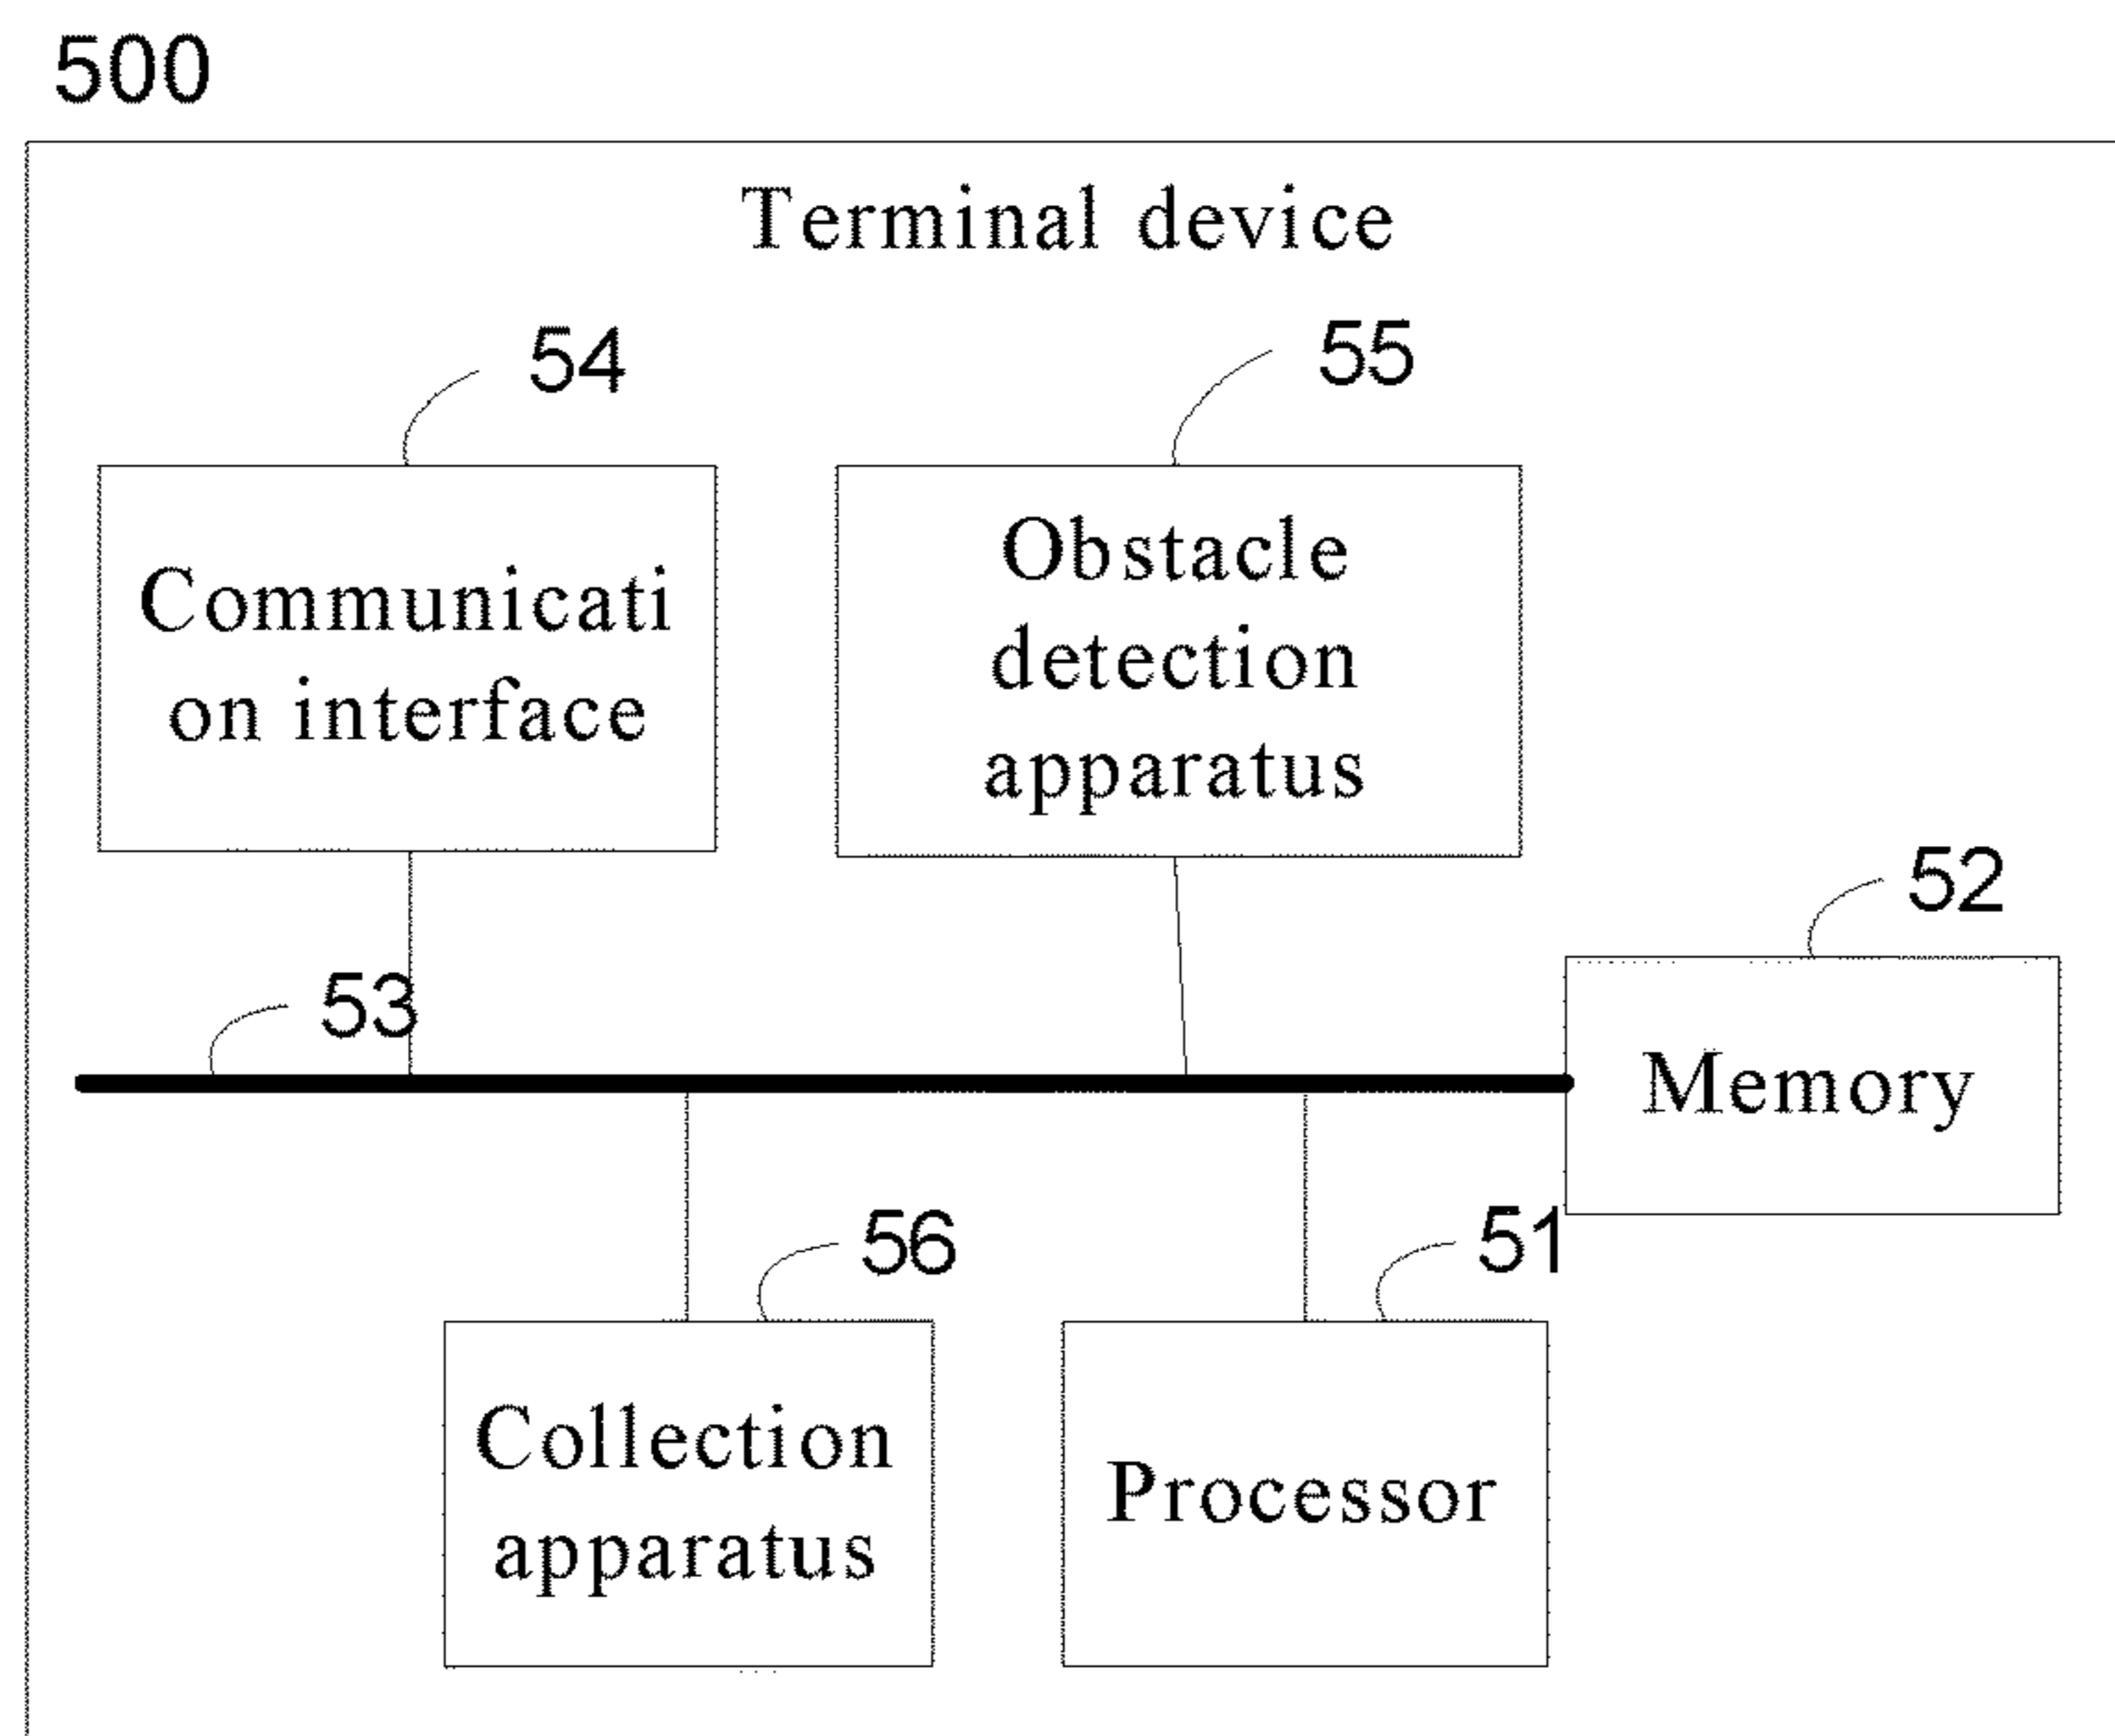 500
Terminal device
54
55
Communicati
on interface
Obstacle
detection
apparatus
52
53
Memory
56
51
Collection
apparatus
Processor